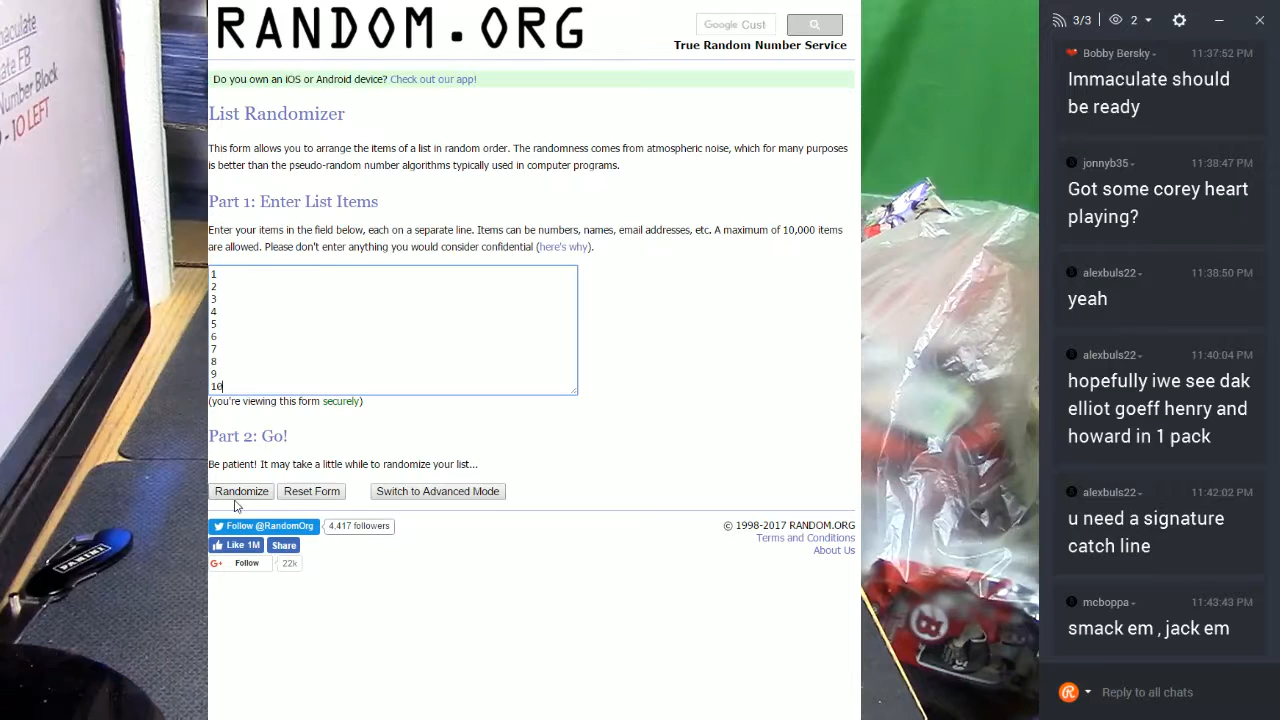 maculate
ate FB
Number Block
0 - 10 LEFT
PANINI
RANDOM.ORG
Google Cust
True Random Number Service
Do you own an iOS or Android device? Check out our app!
List Randomizer
This form allows you to arrange the items of a list in random order. The randomness comes from atmospheric noise, which for many purposes
is better than the pseudo-random number algorithms typically used in computer programs.
Part 1: Enter List Items
Enter your items in the field below, each on a separate line. Items can be numbers, names, email addresses, etc. A maximum of 10,000 items
are allowed. Please don't enter anything you would consider confidential (here's why).
1
2
3
4
5
6
7
8
9
10
(you're viewing this form securely)
Part 2: Go!
Be patient! It may take a little while to randomize your list...
Randomize Reset Form Switch to Advanced Mode
Follow @RandomOrg 4,417 followers
Like 1M Share
G+ Follow 22k
© 1998-2017 RANDOM.ORG
Terms and Conditions
About Us
3/3 2
Bobby Bersky 11:37:52 PM
Immaculate should
be ready
jonnyb35 11:38:47 PM
Got some corey heart
playing?
alexbuls22 11:38:50 PM
yeah
alexbuls22 11:40:04 PM
hopefully iwe see dak
elliot goeff henry and
howard in 1 pack
alexbuls22 11:42:02 PM
u need a signature
catch line
mcboppa 11:43:43 PM
smack em , jack em
Reply to all chats